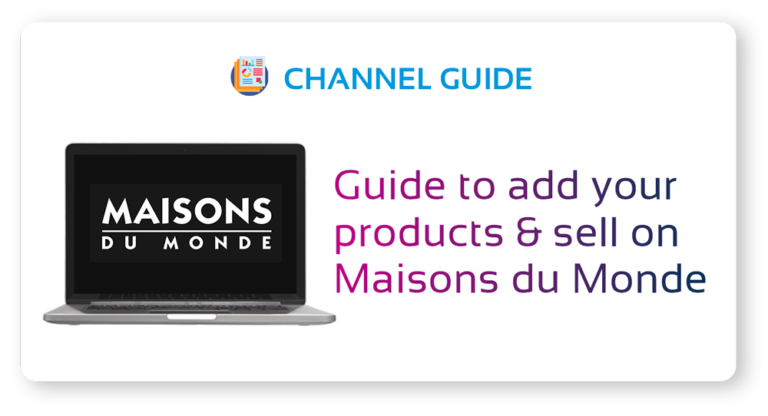 CHANNEL GUIDE
MAISONS
DU MONDE
Guide to add your
products & sell on
Maisons du Monde